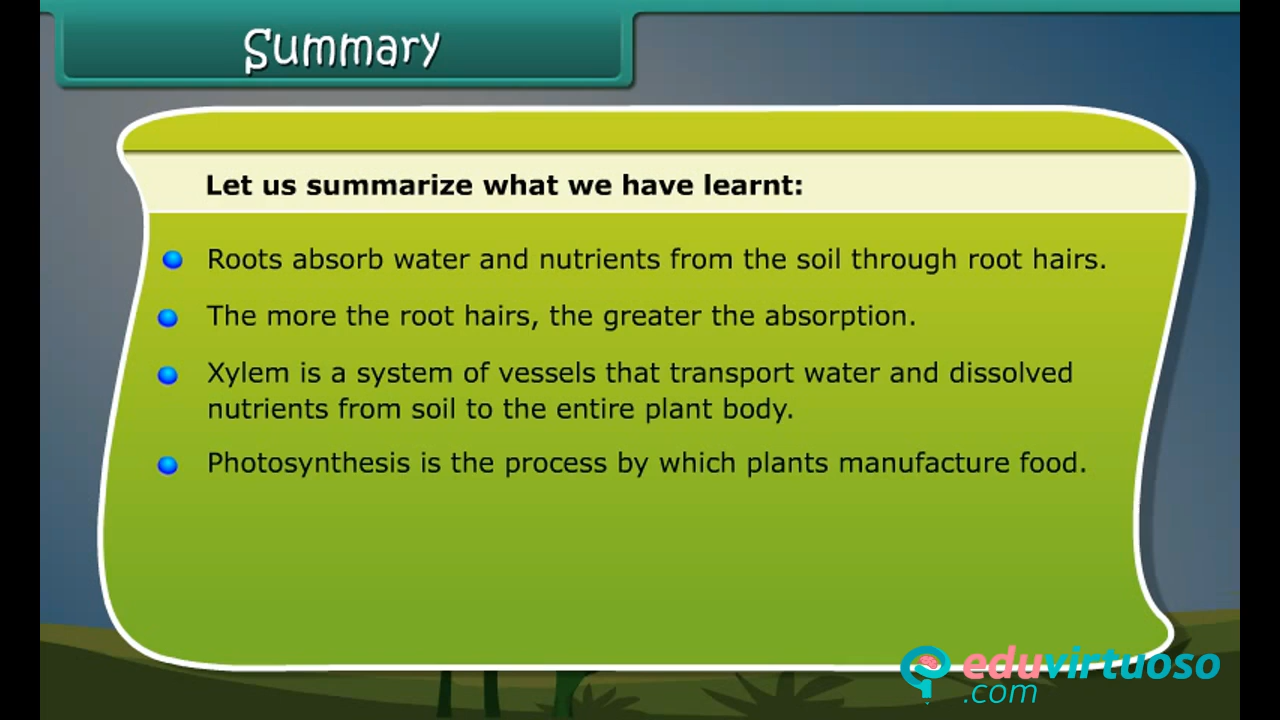 Summary
Let us summarize what we have learnt:
Roots absorb water and nutrients from the soil through root hairs.
The more the root hairs, the greater the absorption.
Xylem is a system of vessels that transport water and dissolved
nutrients from soil to the entire plant body.
Photosynthesis is the process by which plants manufacture food.
eduvirtuoso
.com